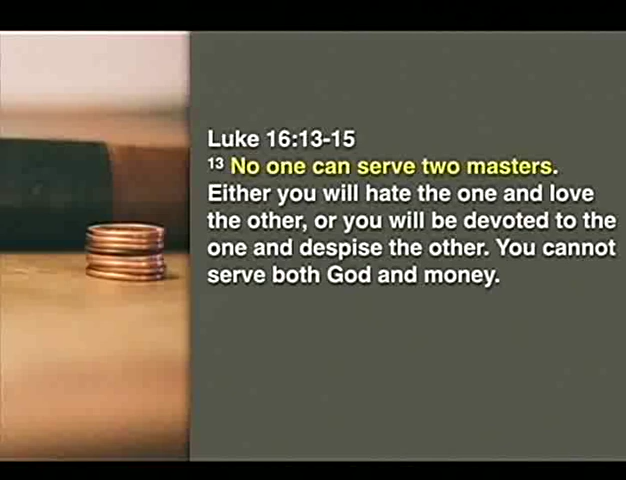 Luke 16:13-15
13 No one can serve two masters.
Either you will hate the one and love
the other, or you will be devoted to the
one and despise the other. You cannot
serve both God and money.